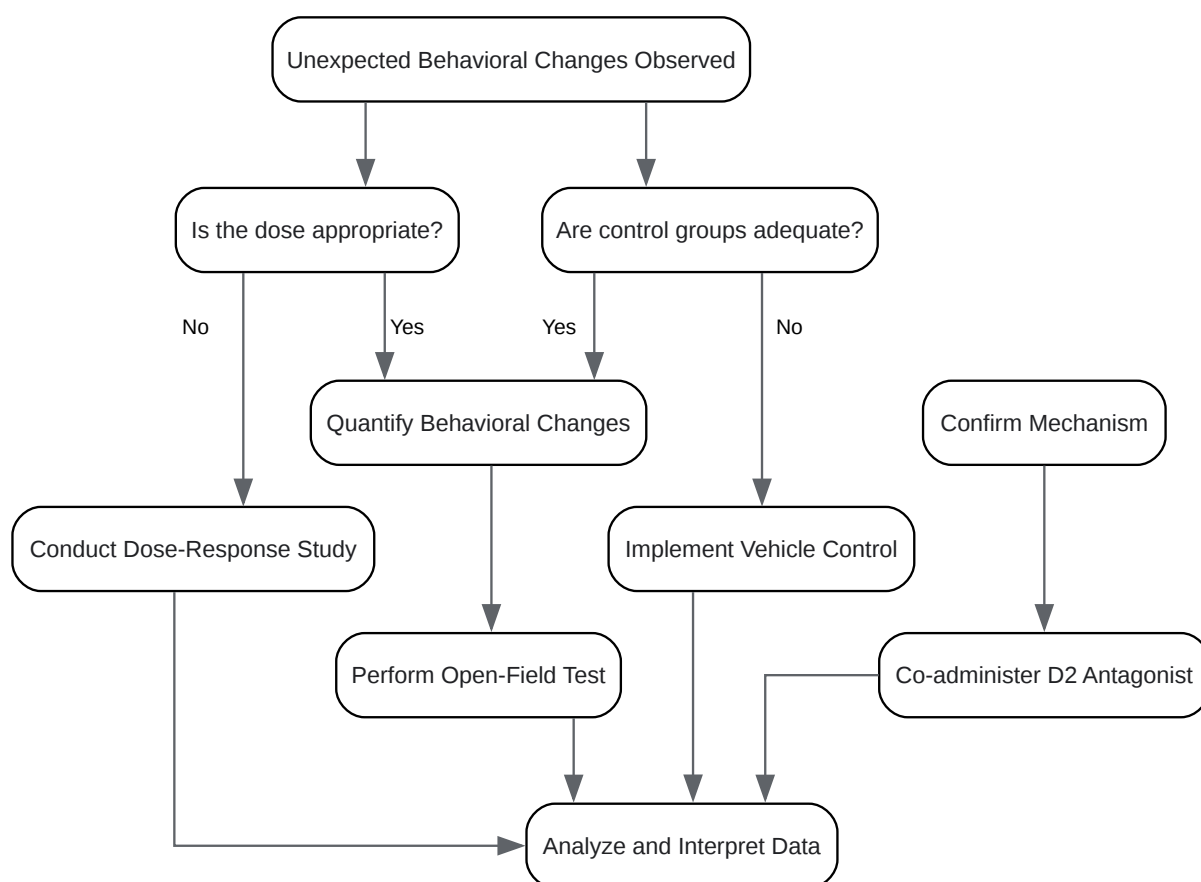 Unexpected Behavioral Changes Observed
Is the dose appropriate?
Are control groups adequate?
No
Yes
Yes
No
Quantify Behavioral Changes
Confirm Mechanism
Conduct Dose-Response Study
Implement Vehicle Control
Perform Open-Field Test
Co-administer D2 Antagonist
Analyze and Interpret Data